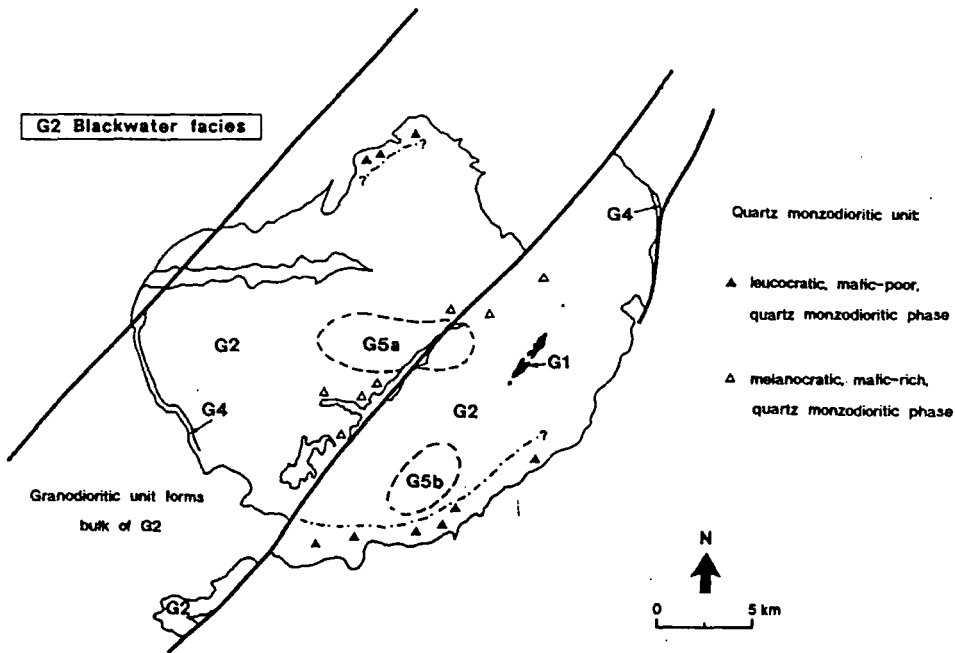 G2 Blackwater facies
?
?
G4
Quartz monzodioritic unit
▲ leucocratic, mafic-poor,
quartz monzodioritic phase
G2
G5a
G1
△ melanocratic, mafic-rich,
quartz monzodioritic phase
G4
G2
?
G5b
Granodioritic unit forms
bulk of G2
N
G2
0 5 km